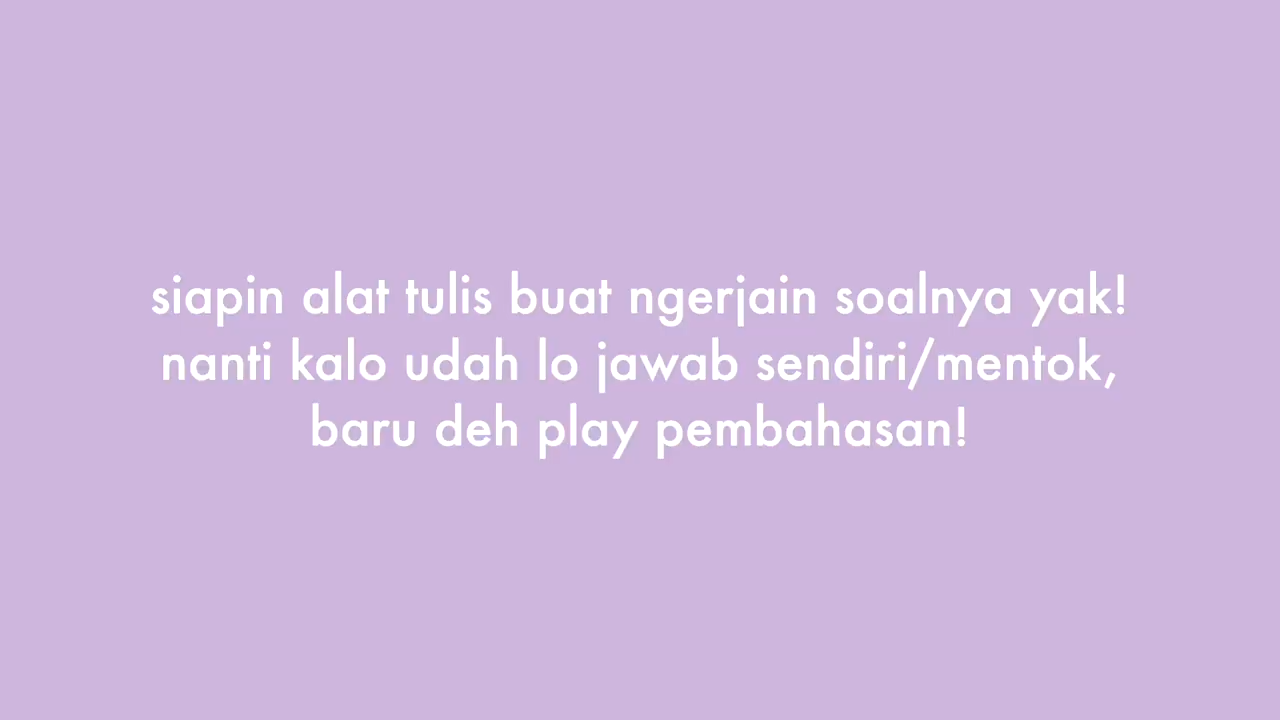 siapin alat tulis buat ngerjain soalnya yak!
nanti kalo udah lo jawab sendiri/mentok,
baru deh play pembahasan!